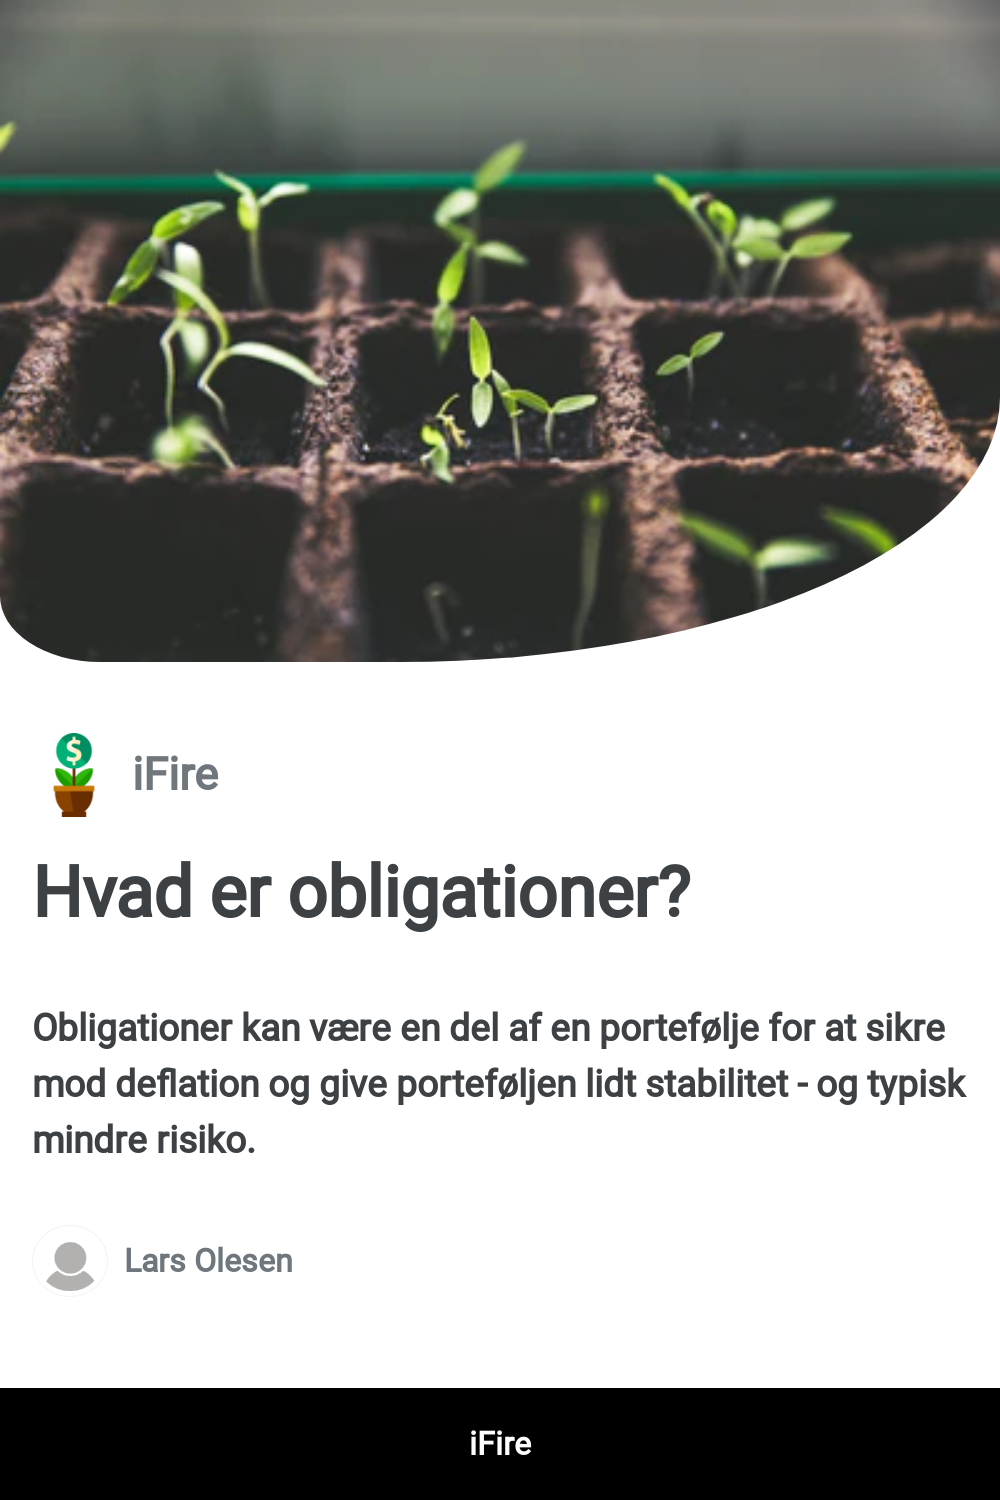 $
iFire
Hvad er obligationer?
Obligationer kan være en del af en portefølje for at sikre
mod deflation og give porteføljen lidt stabilitet - og typisk
mindre risiko.
Lars Olesen
iFire